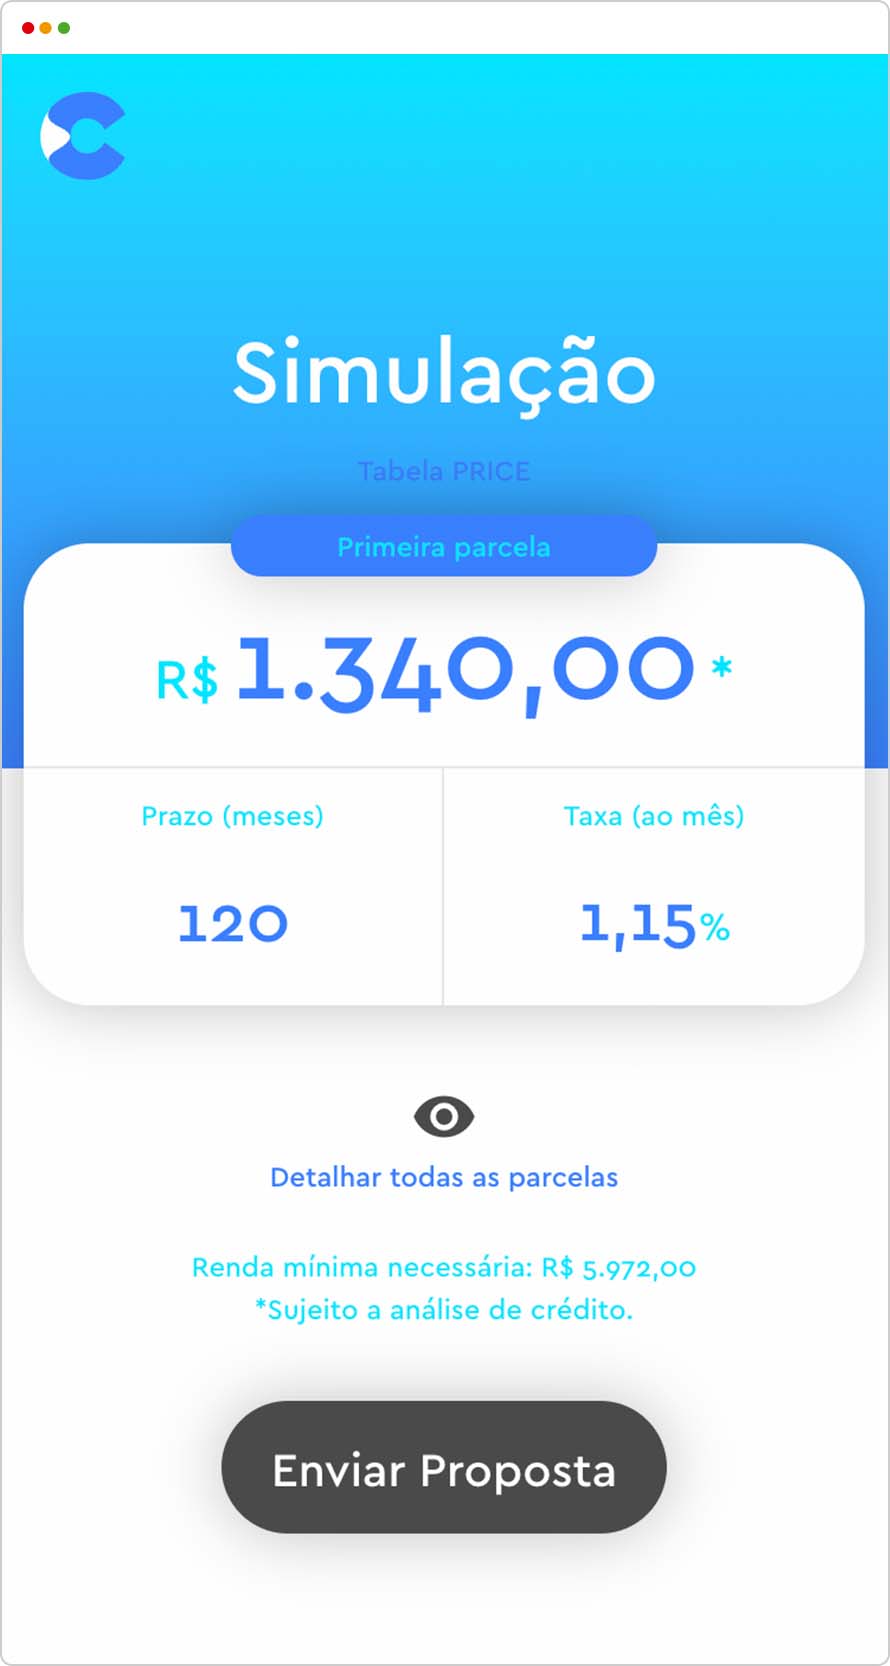 Simulação
Tabela PRICE
Primeira parcela
R$ 1.340,00 *
Prazo (meses)
120
Taxa (ao mês)
1,15%
Detalhar todas as parcelas
Renda mínima necessária: R$ 5.972,00
*Sujeito a análise de crédito.
Enviar Proposta